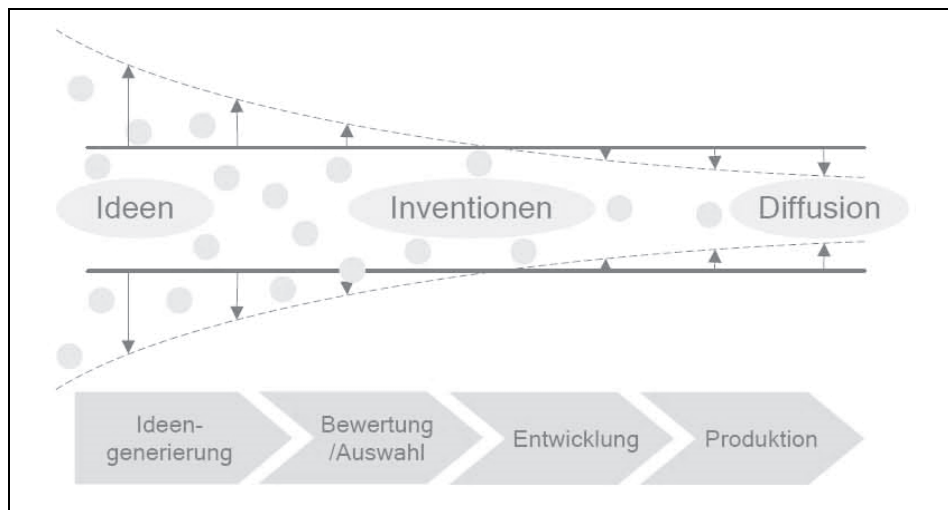 Ideen
Inventionen
Diffusion
Ideen-
generierung
Bewertung
/Auswahl
Entwicklung
Produktion